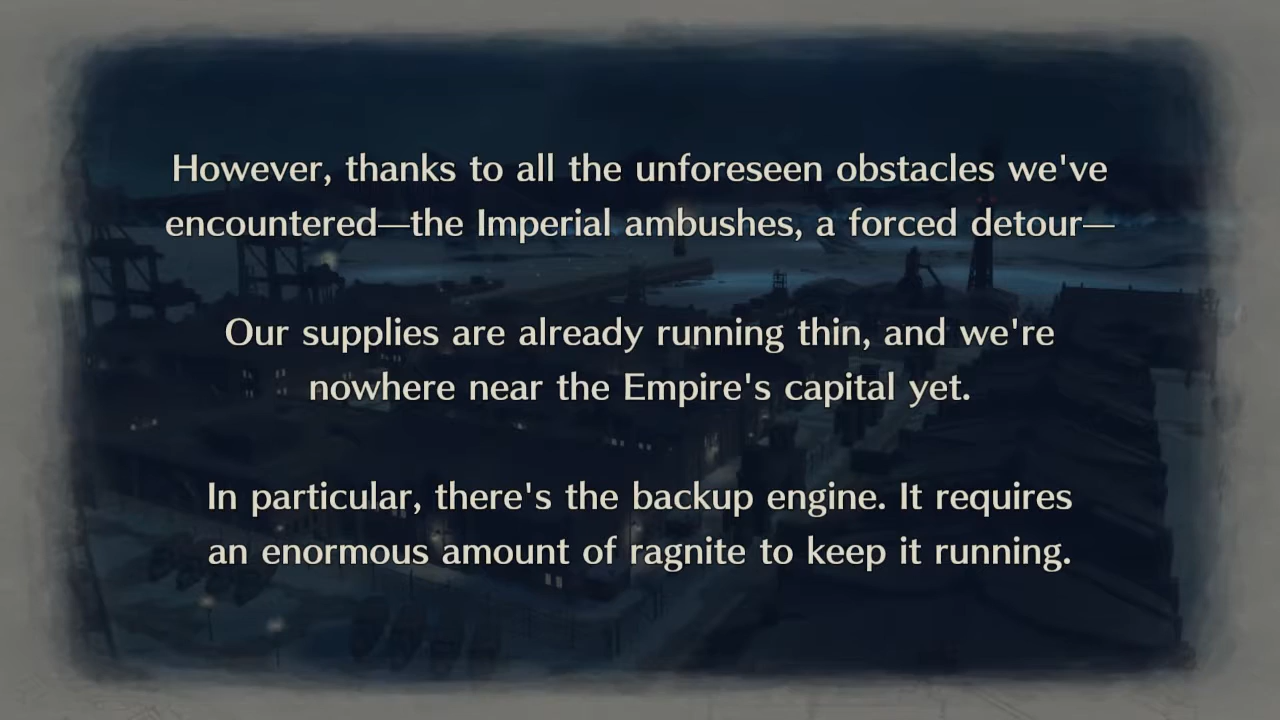 However, thanks to all the unforeseen obstacles we've
encountered—the Imperial ambushes, a forced detour—
Our supplies are already running thin, and we're
nowhere near the Empire's capital yet.
In particular, there's the backup engine. It requires
an enormous amount of ragnite to keep it running.